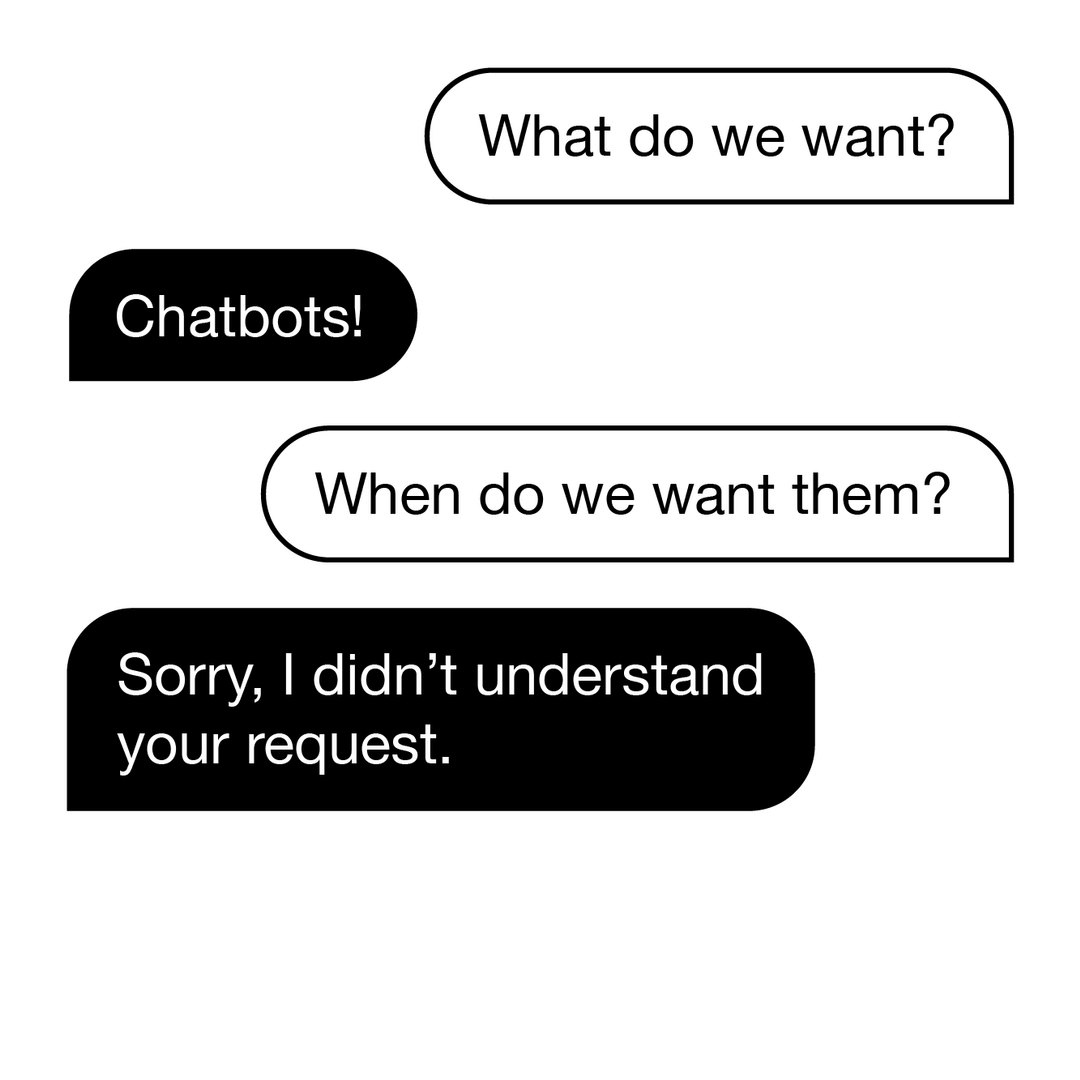 What do we want?
Chatbots!
When do we want them?
Sorry, I didn’t understand
your request.